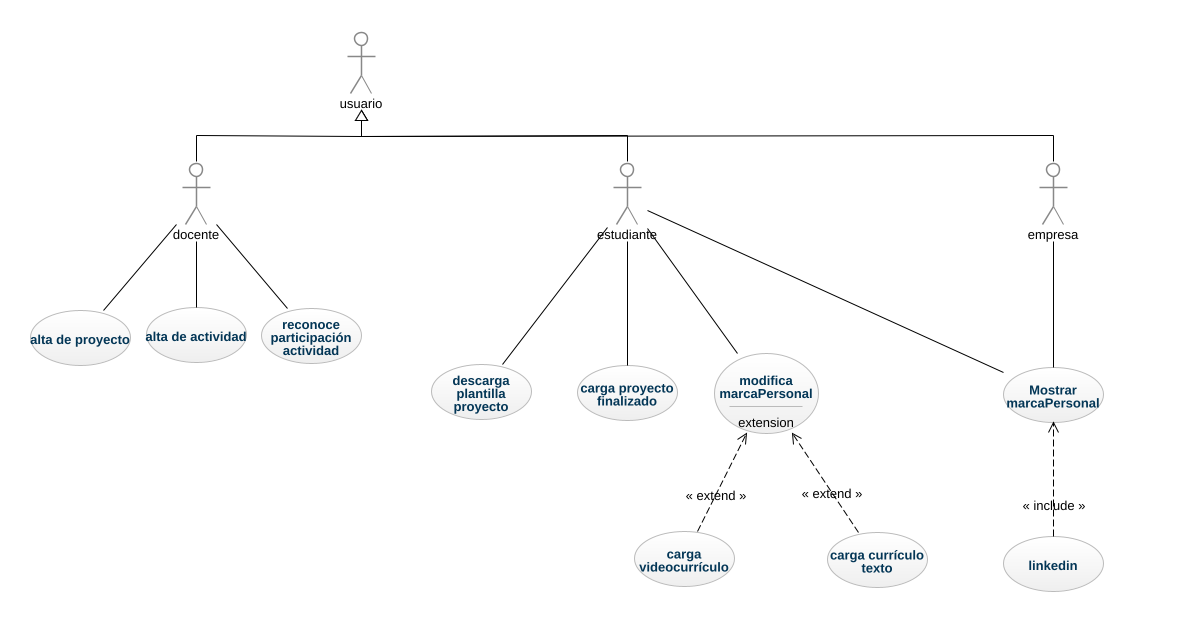 usuario
docente
estudiante
empresa
alta de proyecto
alta de actividad
reconoce
participación
actividad
descarga
plantilla
proyecto
carga proyecto
finalizado
modifica
marcaPersonal
extension
Mostrar
marcaPersonal
« extend »
« extend »
« include »
carga
videocurrículo
carga currículo
texto
linkedin